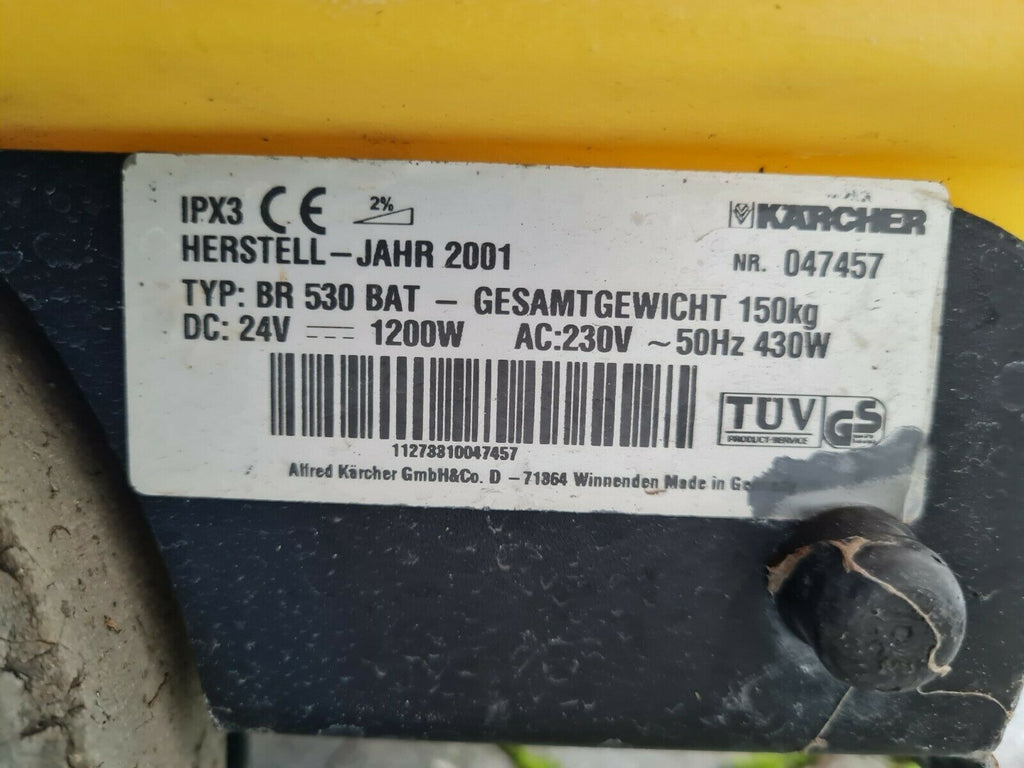 IPX3 CE 2% KÄRCHER
HERSTELL-JAHR 2001 NR. 047457
TYP: BR 530 BAT - GESAMTGEWICHT 150kg
DC: 24V ⎓ 1200W AC:230V ~50Hz 430W
TÜV GS
PRODUCT SERVICE
11273310047457
Alfred Kärcher GmbH&Co. D - 71364 Winnenden Made in